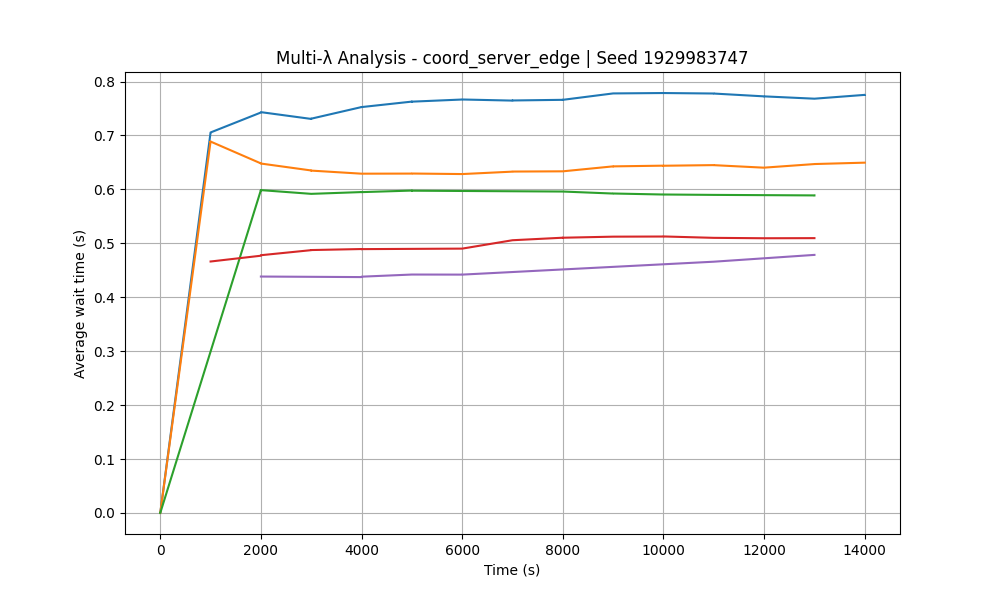 Multi-λ Analysis - coord_server_edge | Seed 1929983747
Average wait time (s)
0.8
0.7
0.6
0.5
0.4
0.3
0.2
0.1
0.0
0 2000 4000 6000 8000 10000 12000 14000
Time (s)